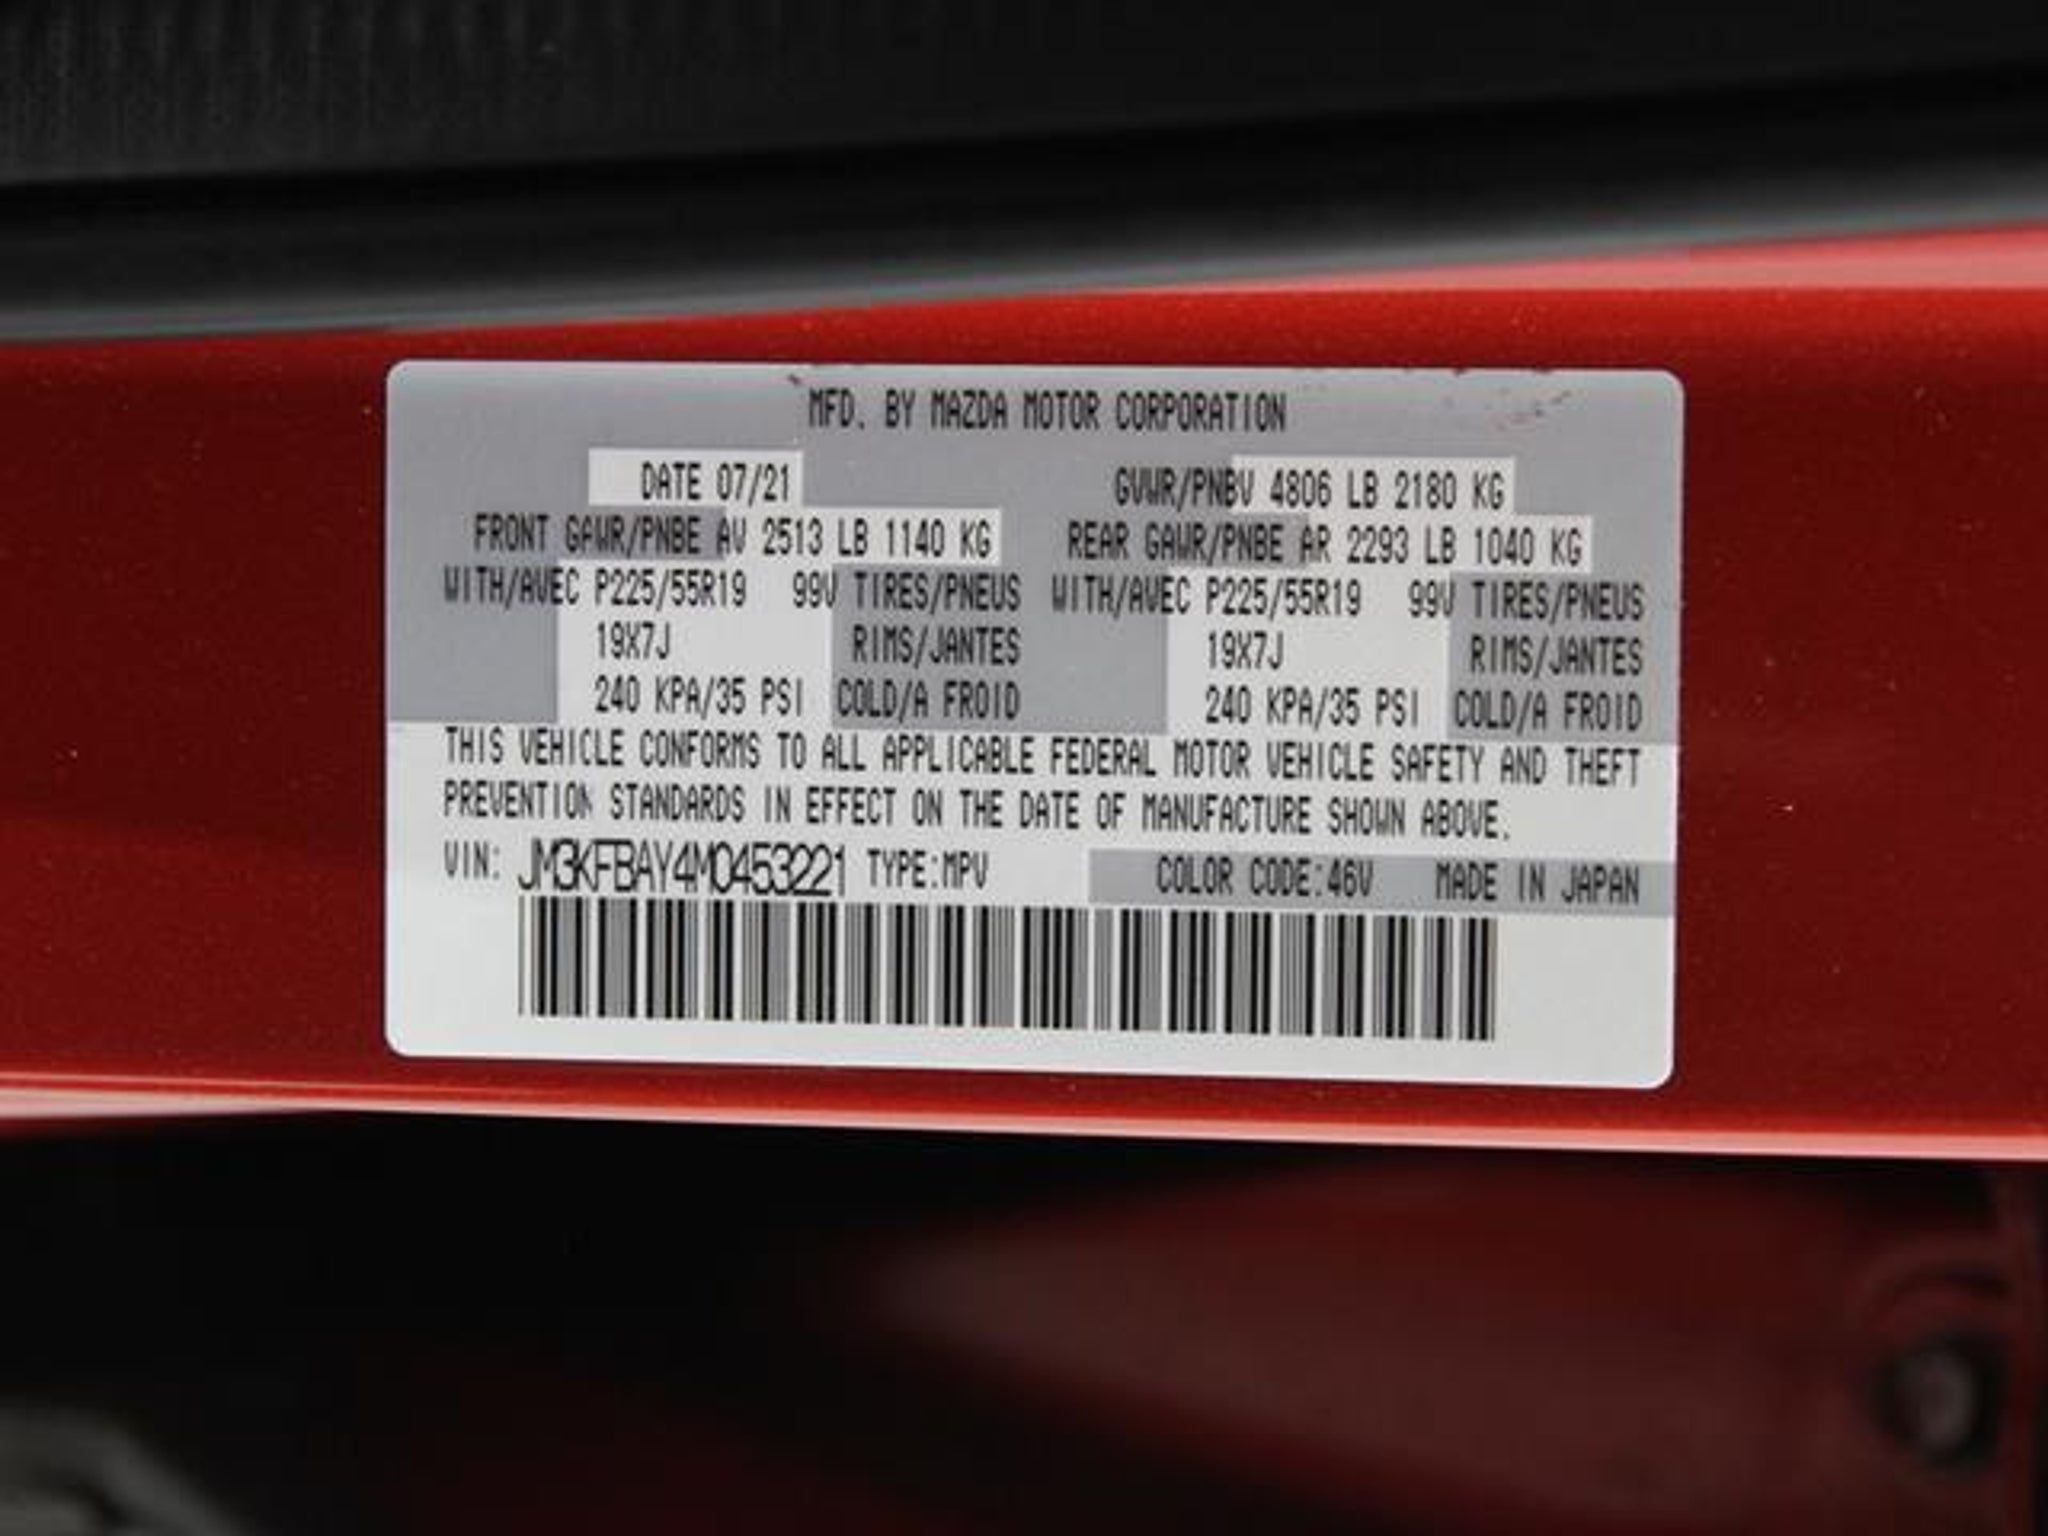 MFD. BY MAZDA MOTOR CORPORATION
DATE 07/21 GVWR/PNBV 4806 LB 2180 KG
FRONT GAWR/PNBE AV 2513 LB 1140 KG REAR GAWR/PNBE AR 2293 LB 1040 KG
WITH/AVEC P225/55R19 99V TIRES/PNEUS WITH/AVEC P225/55R19 99V TIRES/PNEUS
19X7J RIMS/JANTES 19X7J RIMS/JANTES
240 KPA/35 PSI COLD/A FROID 240 KPA/35 PSI COLD/A FROID
THIS VEHICLE CONFORMS TO ALL APPLICABLE FEDERAL MOTOR VEHICLE SAFETY AND THEFT
PREVENTION STANDARDS IN EFFECT ON THE DATE OF MANUFACTURE SHOWN ABOVE.
VIN: JM3KFBAY4M0453221 TYPE:MPV COLOR CODE:46V MADE IN JAPAN